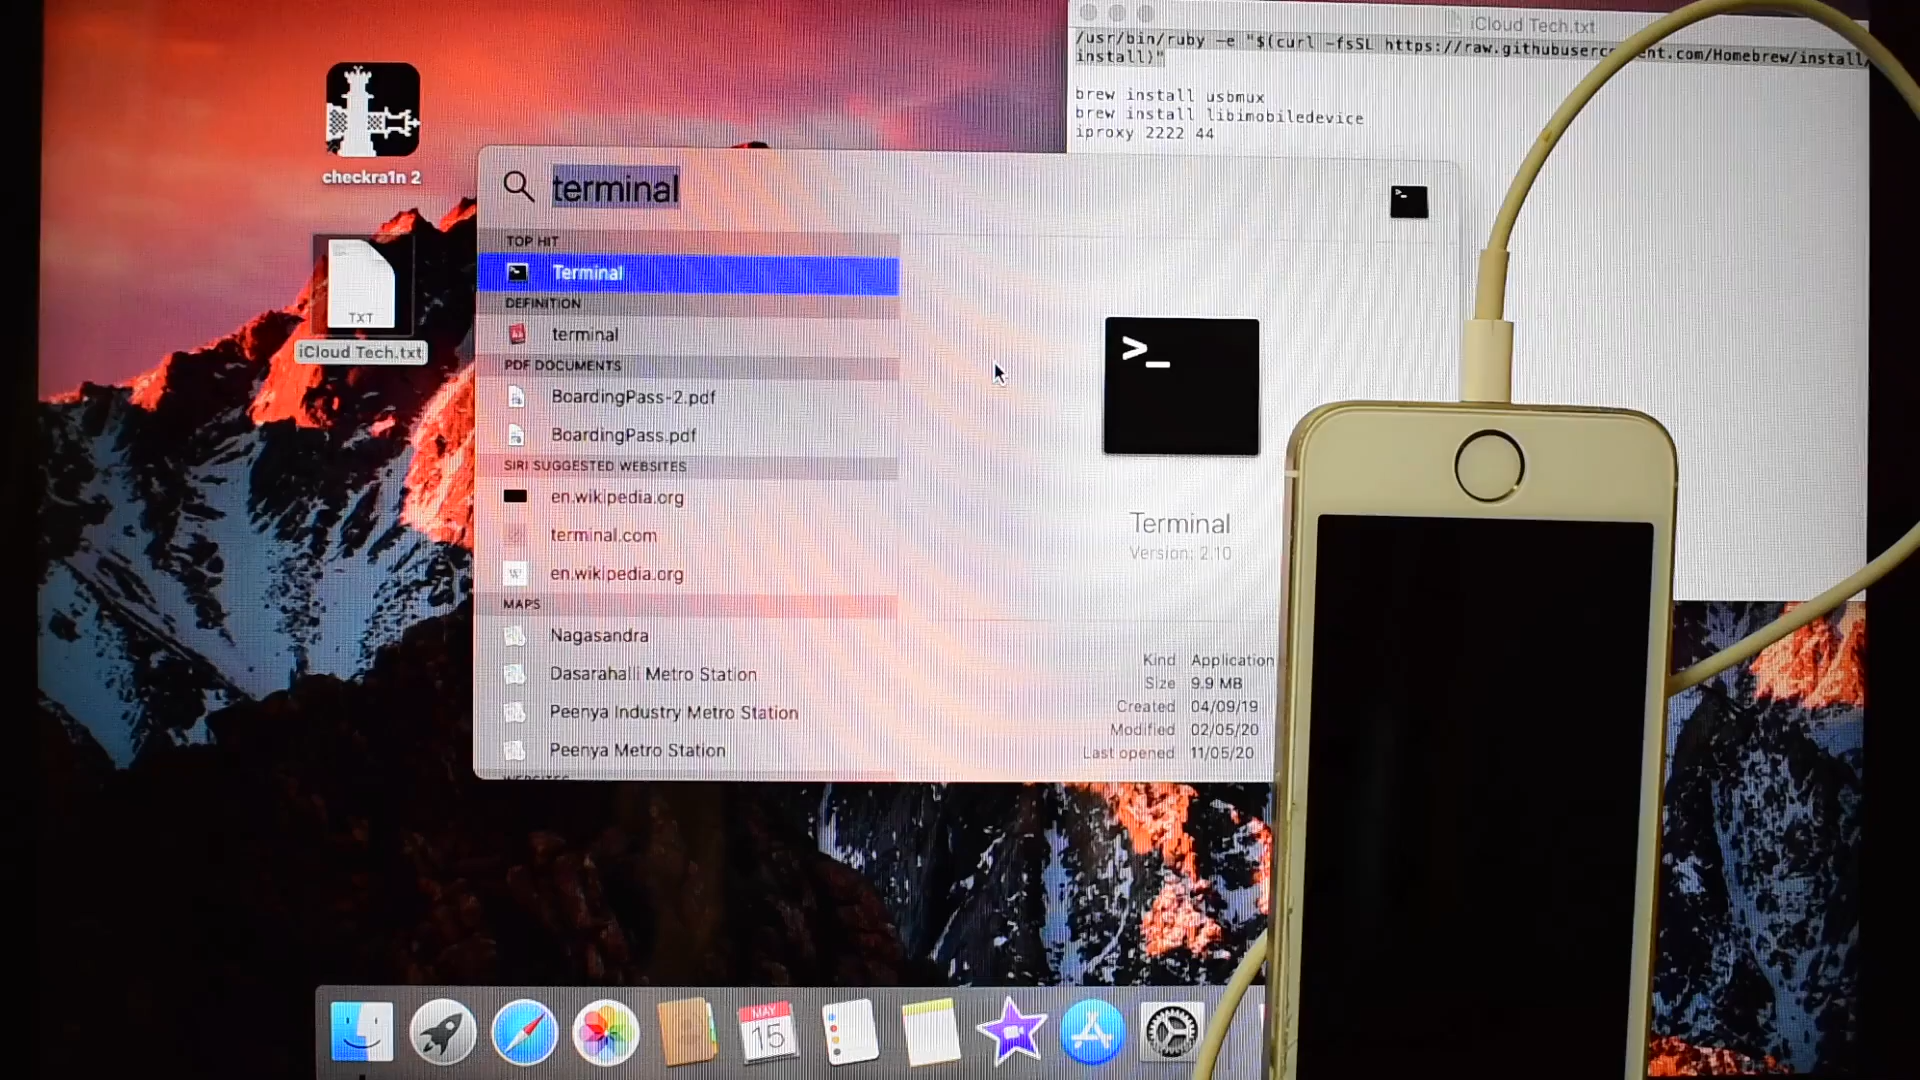 iCloud Tech.txt
/usr/bin/ruby -e "$(curl -fsSL https://raw.githubuserc ent.com/Homebrew/install/
install)"
brew install usbmux
brew install libimobiledevice
iproxy 2222 44
checkra1n 2
TXT
iCloud Tech.txt
terminal
TOP HIT
Terminal
DEFINITION
terminal
PDF DOCUMENTS
BoardingPass-2.pdf
BoardingPass.pdf
SIRI SUGGESTED WEBSITES
en.wikipedia.org
terminal.com
W
en.wikipedia.org
MAPS
Nagasandra
Dasarahalli Metro Station
Peenya Industry Metro Station
Peenya Metro Station
WEBSITES
>_
Terminal
Version: 2.10
Kind Application
Size 9.9 MB
Created 04/09/19
Modified 02/05/20
Last opened 11/05/20
MAY
15